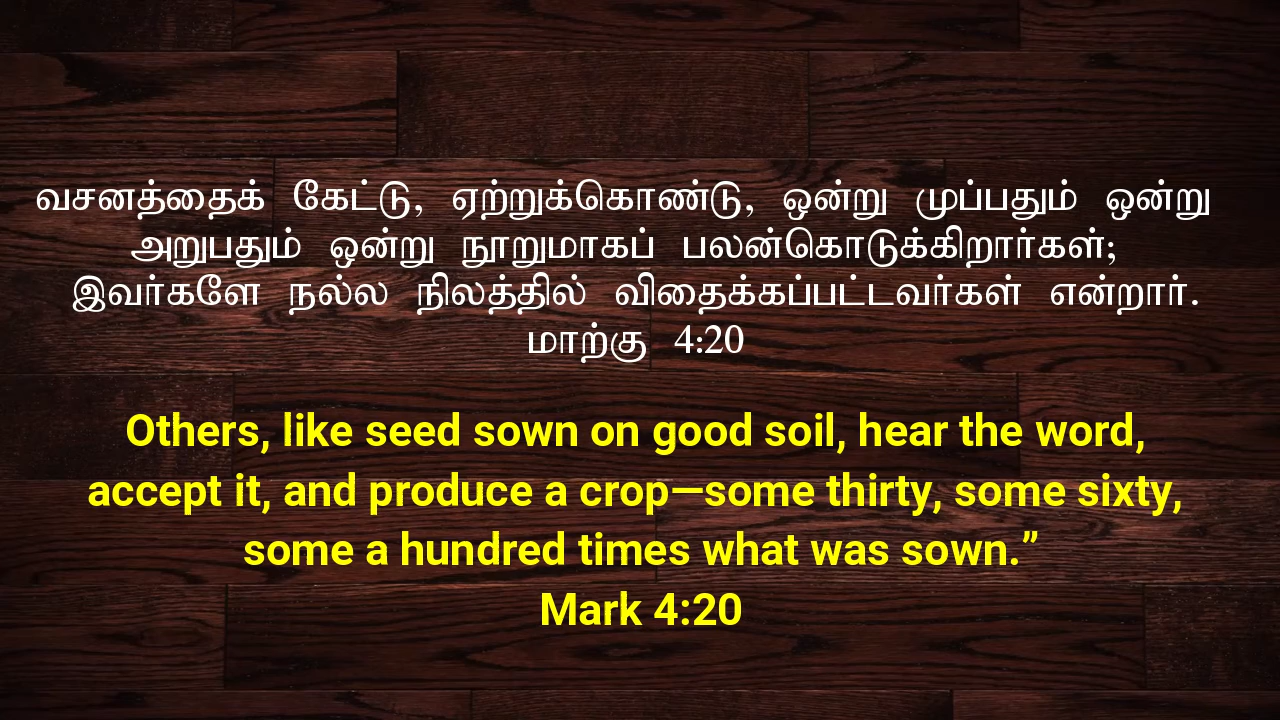 வசனத்தைக் கேட்டு, ஏற்றுக்கொண்டு, ஒன்று முப்பதும் ஒன்று
அறுபதும் ஒன்று நூறுமாகப் பலன்கொடுக்கிறார்கள்;
இவர்களே நல்ல நிலத்தில் விதைக்கப்பட்டவர்கள் என்றார்.
மாற்கு 4:20
Others, like seed sown on good soil, hear the word,
accept it, and produce a crop—some thirty, some sixty,
some a hundred times what was sown.”
Mark 4:20